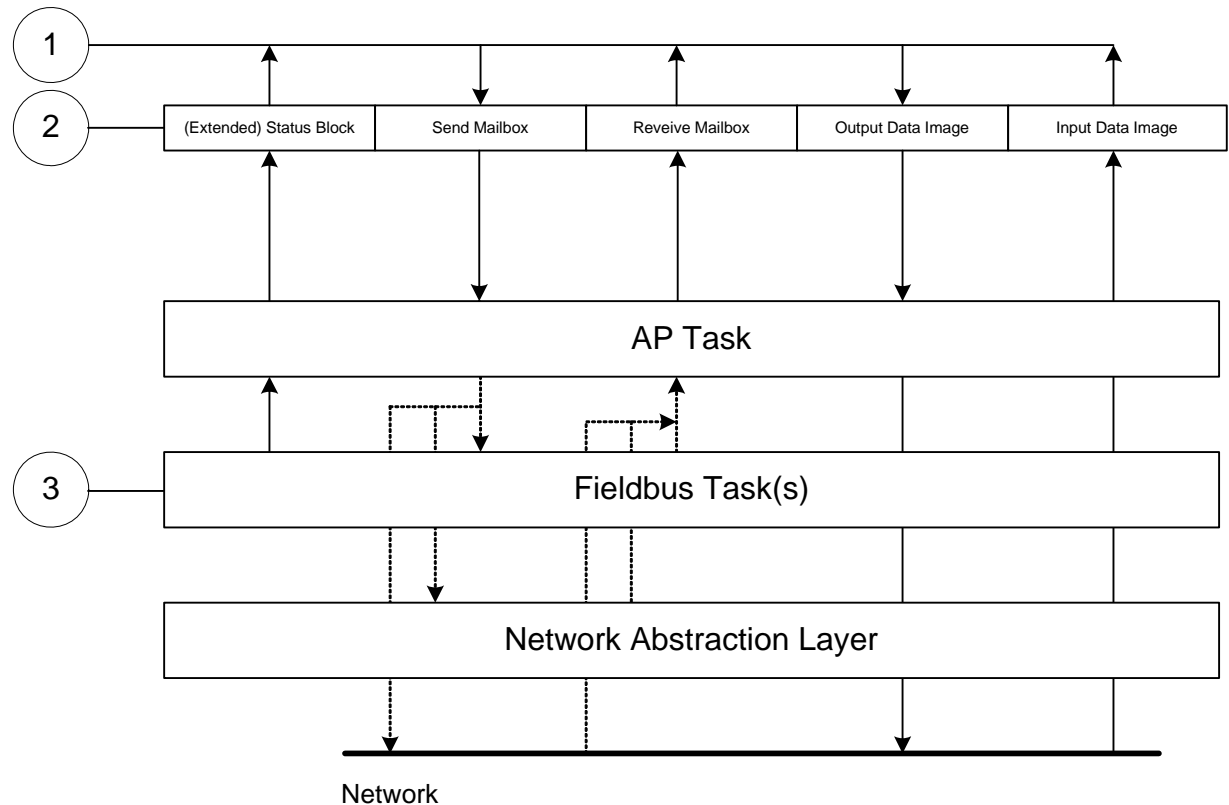 1
2
(Extended) Status Block
Send Mailbox
Reveive Mailbox
Output Data Image
Input Data Image
AP Task
3
Fieldbus Task(s)
Network Abstraction Layer
Network